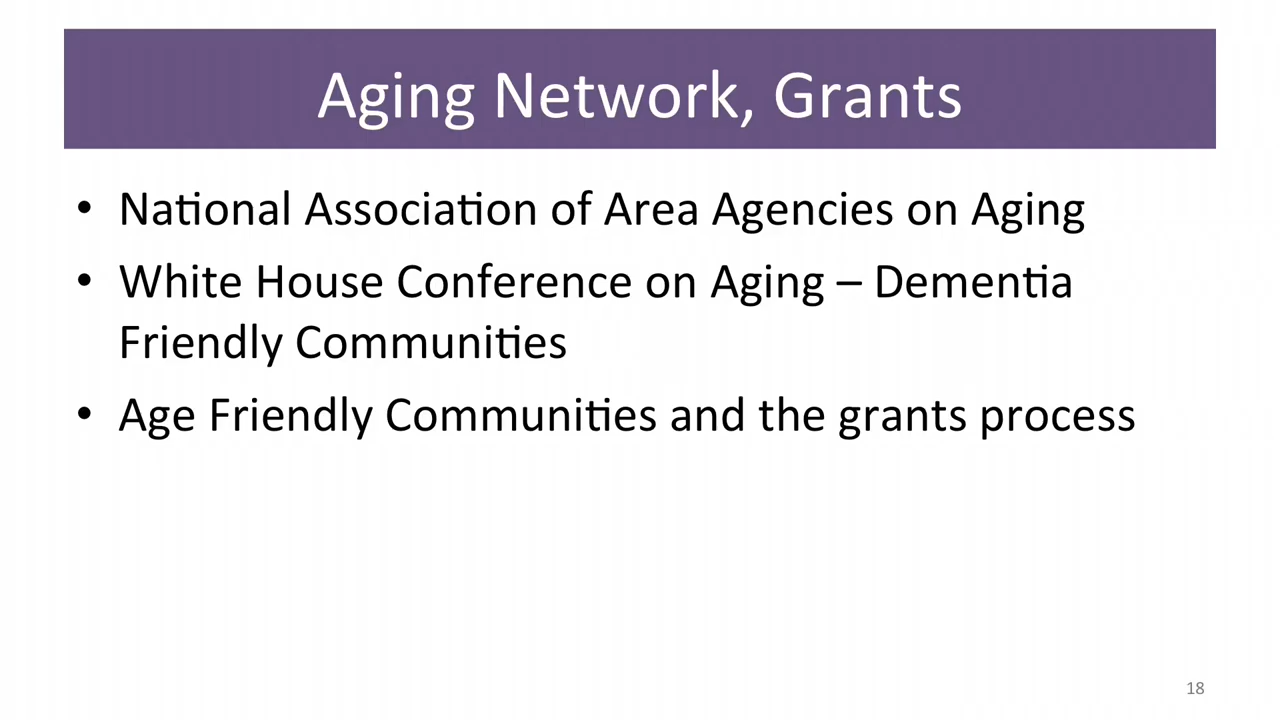 Aging Network, Grants
• National Association of Area Agencies on Aging
• White House Conference on Aging – Dementia
Friendly Communities
• Age Friendly Communities and the grants process
18